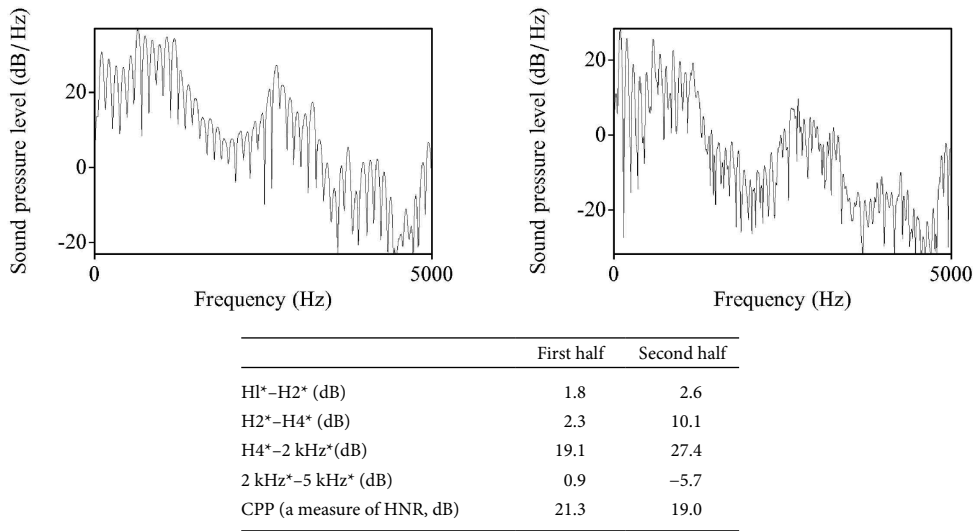 Sound pressure level (dB/Hz)
20
0
-20
0
5000
Frequency (Hz)
Sound pressure level (dB/Hz)
20
0
-20
0
5000
Frequency (Hz)
First half Second half
Hl*–H2* (dB) 1.8 2.6
H2*–H4* (dB) 2.3 10.1
H4*–2 kHz*(dB) 19.1 27.4
2 kHz*–5 kHz* (dB) 0.9 −5.7
CPP (a measure of HNR, dB) 21.3 19.0